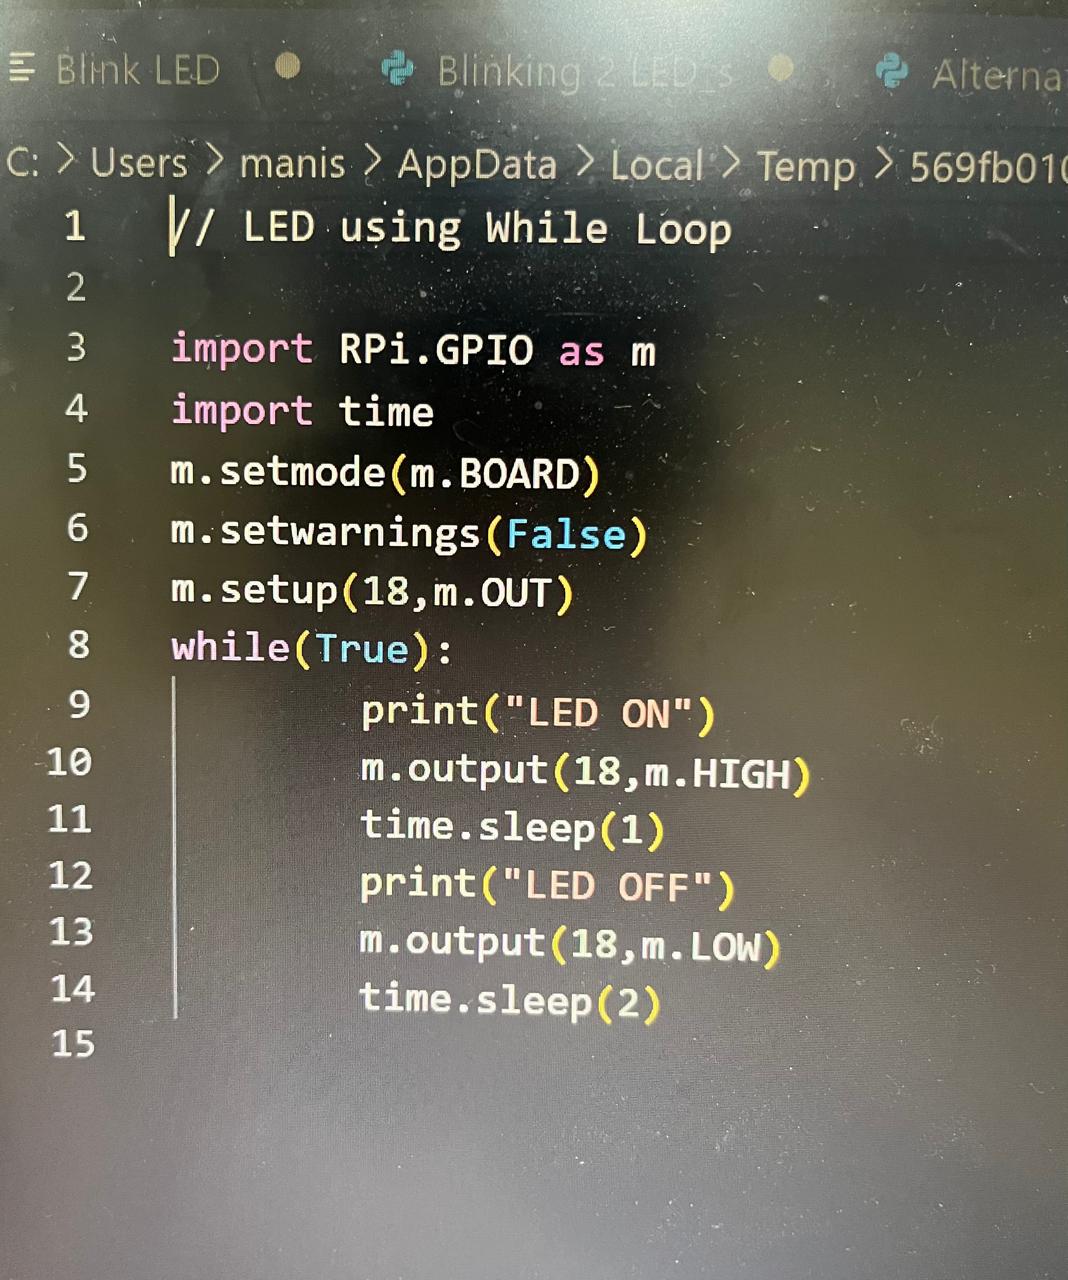 Blink LED ● Blinking 2 LED_ ● Alterna
C: > Users > manis > AppData > Local > Temp > 569fb010
1 // LED using While Loop
2
3 import RPi.GPIO as m
4 import time
5 m.setmode(m.BOARD)
6 m.setwarnings(False)
7 m.setup(18,m.OUT)
8 while(True):
9 print("LED ON")
10 m.output(18,m.HIGH)
11 time.sleep(1)
12 print("LED OFF")
13 m.output(18,m.LOW)
14 time.sleep(2)
15